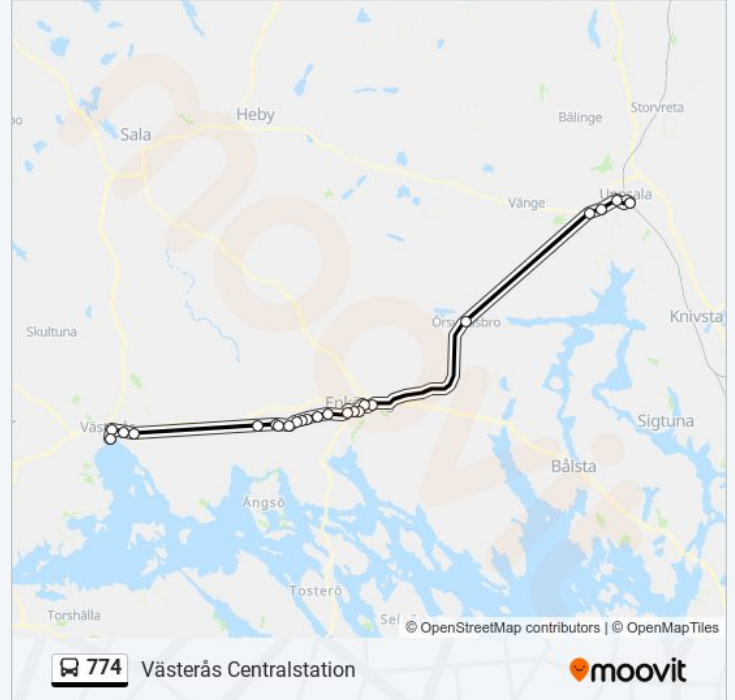 Storvreta
Heby
Bälinge
Sala
Uppsala
Vänge
Knivsta
Skultuna
Sigtuna
Bålsta
Ängsö
Tosterö
Torshälla
© OpenStreetMap contributors | © OpenMapTiles
774 Västerås Centralstation
moovit